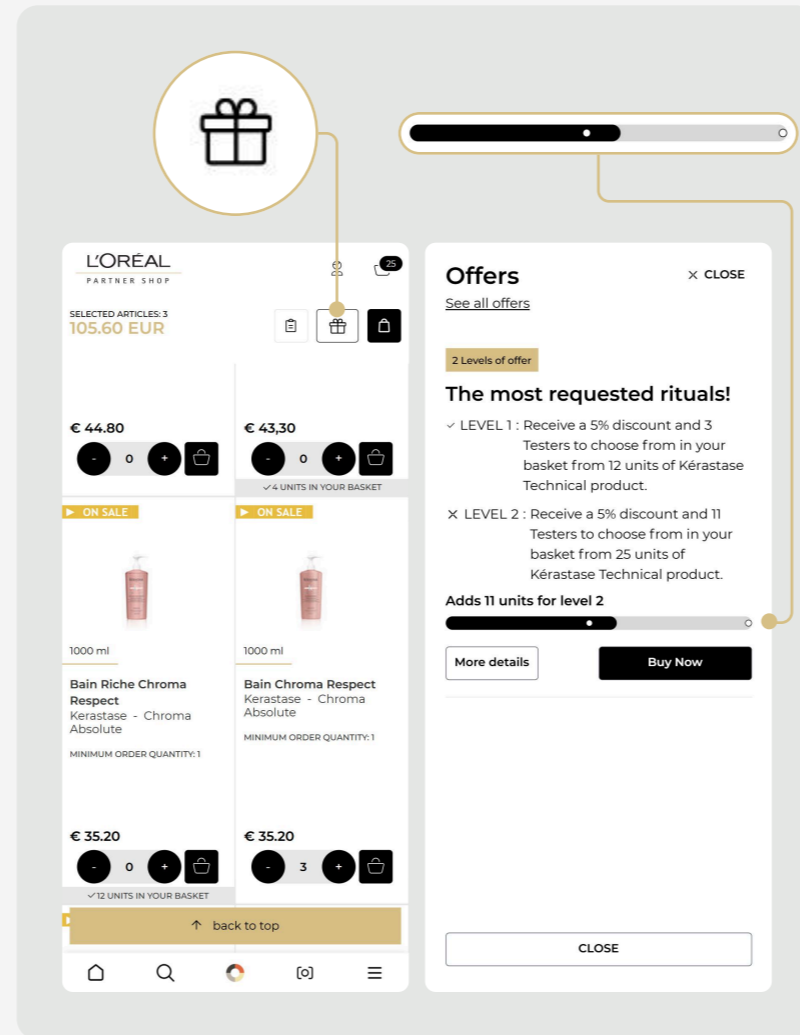 L'ORÉAL
PARTNER SHOP
25
SELECTED ARTICLES: 3
105.60 EUR
€ 44.80
- 0 +
€ 43,30
- 0 +
✓4 UNITS IN YOUR BASKET
▶ ON SALE
1000 ml
Bain Riche Chroma
Respect
Kerastase - Chroma
Absolute
MINIMUM ORDER QUANTITY: 1
€ 35.20
- 0 +
✓12 UNITS IN YOUR BASKET
▶ ON SALE
1000 ml
Bain Chroma Respect
Kerastase - Chroma
Absolute
MINIMUM ORDER QUANTITY: 1
€ 35.20
- 3 +
↑ back to top
Offers
× CLOSE
See all offers
2 Levels of offer
The most requested rituals!
✓ LEVEL 1 : Receive a 5% discount and 3
Testers to choose from in your
basket from 12 units of Kérastase
Technical product.
× LEVEL 2 : Receive a 5% discount and 11
Testers to choose from in your
basket from 25 units of
Kérastase Technical product.
Adds 11 units for level 2
More details
Buy Now
CLOSE